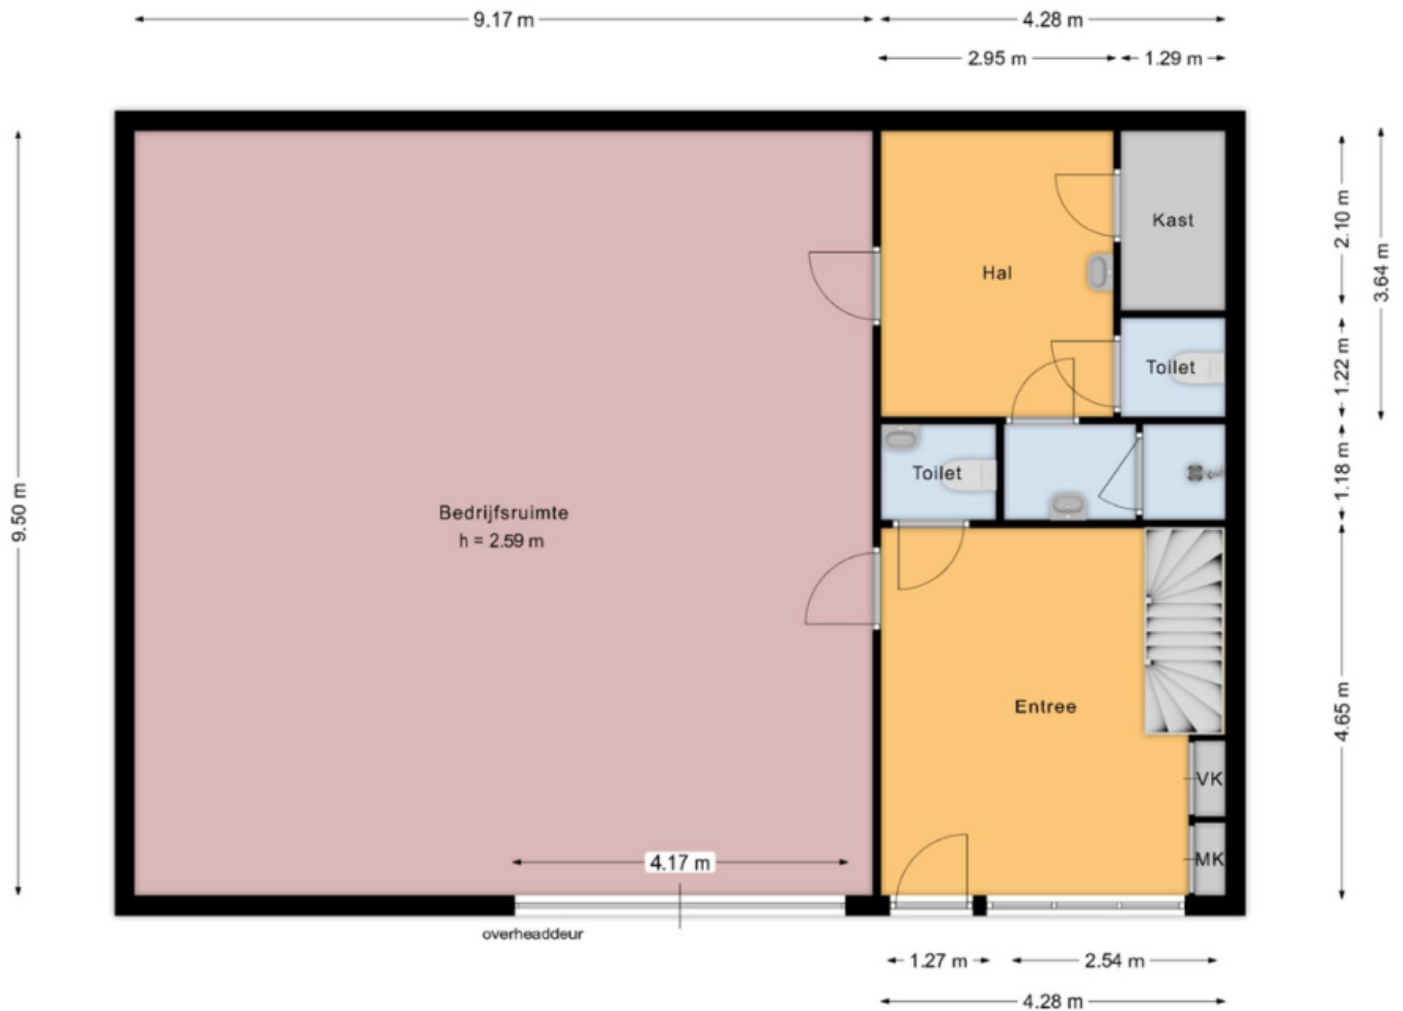 9.17 m
4.28 m
2.95 m
1.29 m
Kast
2.10 m
3.64 m
Hal
Toilet
1.22 m
Toilet
1.18 m
9.50 m
Bedrijfsruimte
h = 2.59 m
Entree
4.65 m
VK
MK
4.17 m
overheaddeur
1.27 m
2.54 m
4.28 m